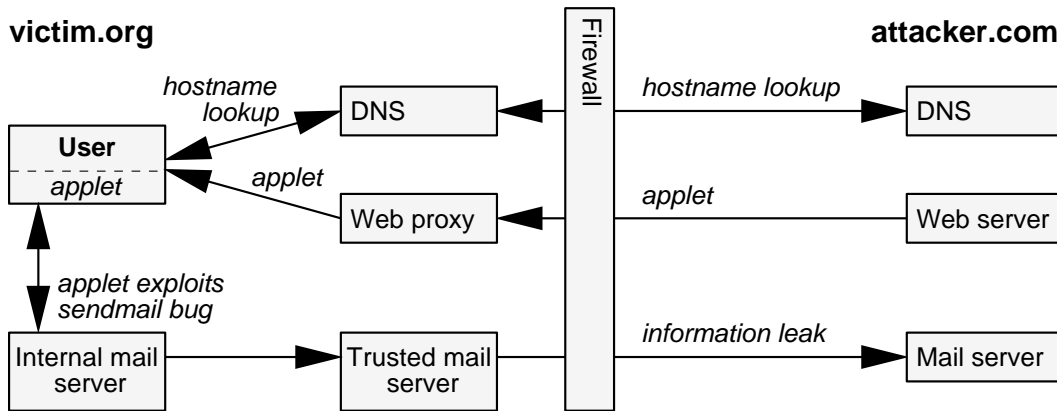 victim.org
attacker.com
Firewall
hostname
lookup
DNS
hostname lookup
DNS
User
applet
applet
Web proxy
applet
Web server
applet exploits
sendmail bug
Internal mail
server
Trusted mail
server
information leak
Mail server